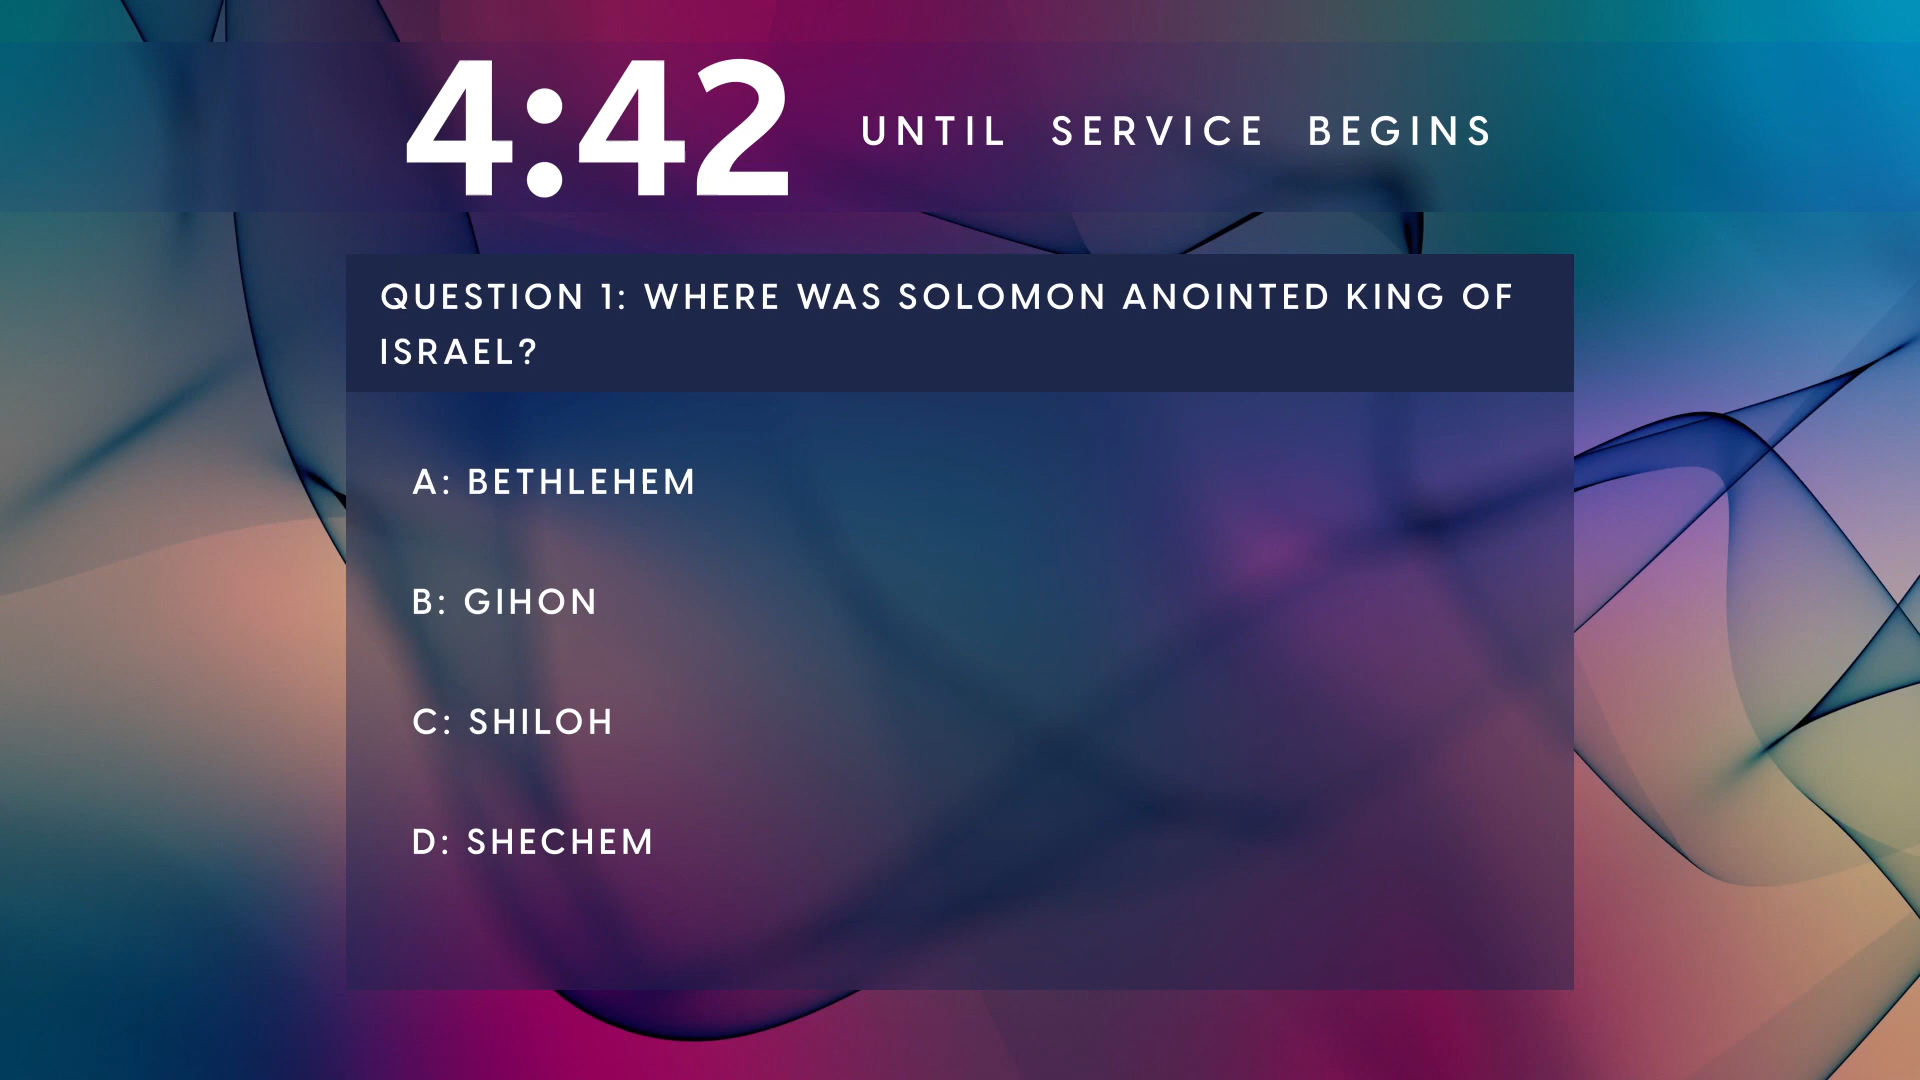 4:42 UNTIL SERVICE BEGINS
QUESTION 1: WHERE WAS SOLOMON ANOINTED KING OF
ISRAEL?
A: BETHLEHEM
B: GIHON
C: SHILOH
D: SHECHEM